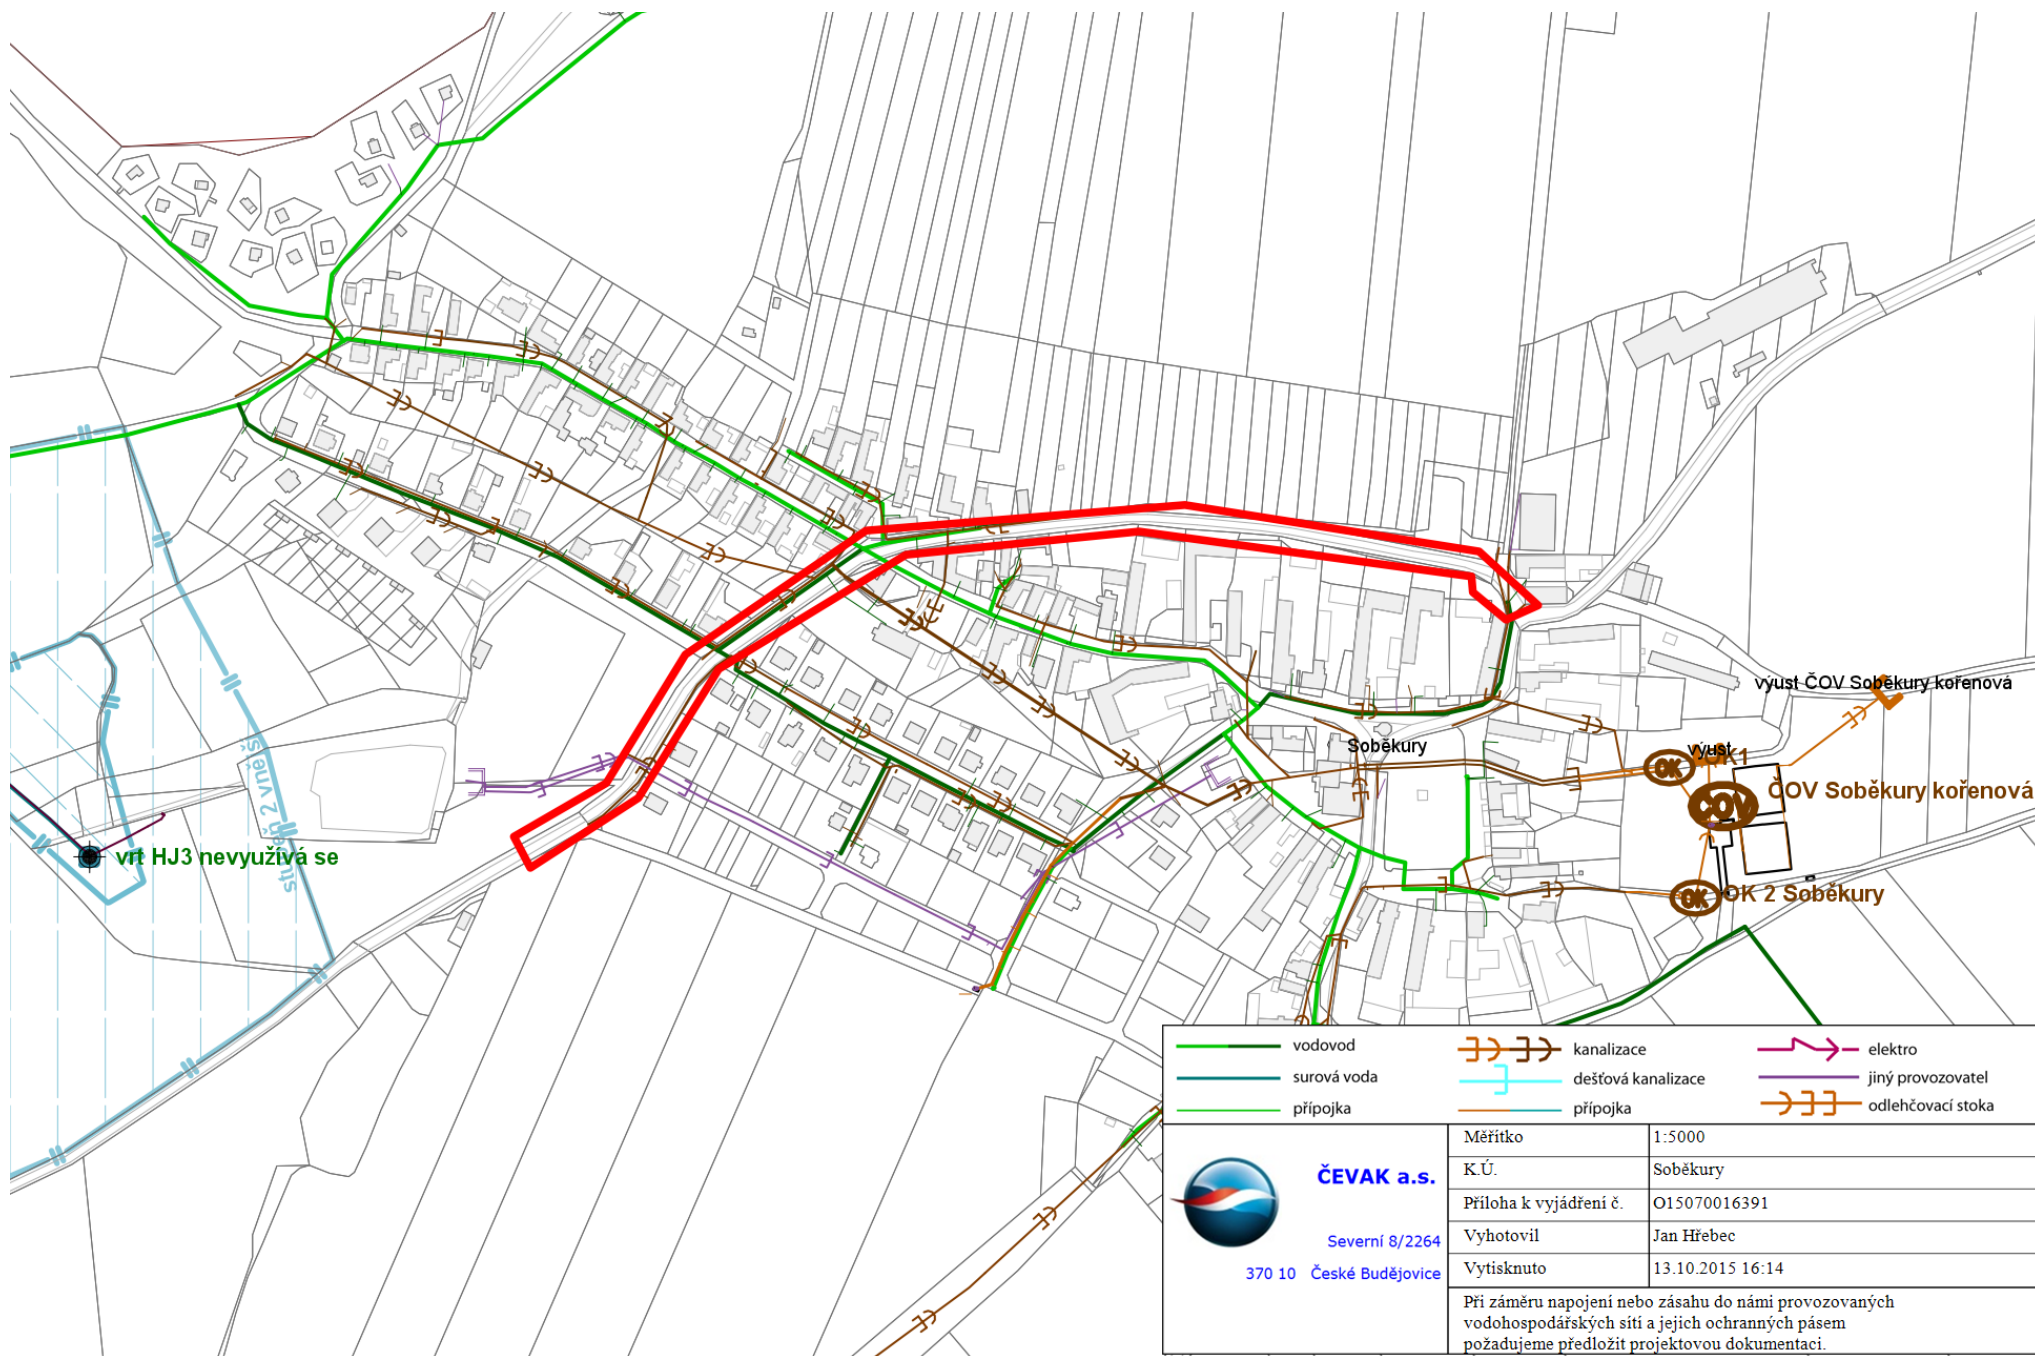 výust ČOV Soběkury kořenová
Soběkury
výust
OK1
OK
ČOV
ČOV Soběkury kořenová
vrt HJ3 nevyužívá se
OK
OK 2 Soběkury
vodovod
kanalizace
elektro
surová voda
dešťová kanalizace
jiný provozovatel
přípojka
přípojka
odlehčovací stoka
ČEVAK a.s.
Severní 8/2264
370 10 České Budějovice
Měřítko 1:5000
K.Ú. Soběkury
Příloha k vyjádření č. O15070016391
Vyhotovil Jan Hřebec
Vytisknuto 13.10.2015 16:14
Při záměru napojení nebo zásahu do námi provozovaných
vodohospodářských sítí a jejich ochranných pásem
požadujeme předložit projektovou dokumentaci.